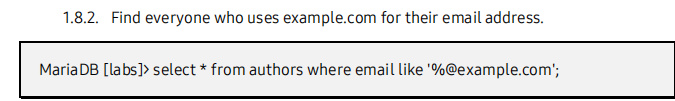 1.8.2. Find everyone who uses example.com for their email address.
MariaDB [labs]> select * from authors where email like '%@example.com';